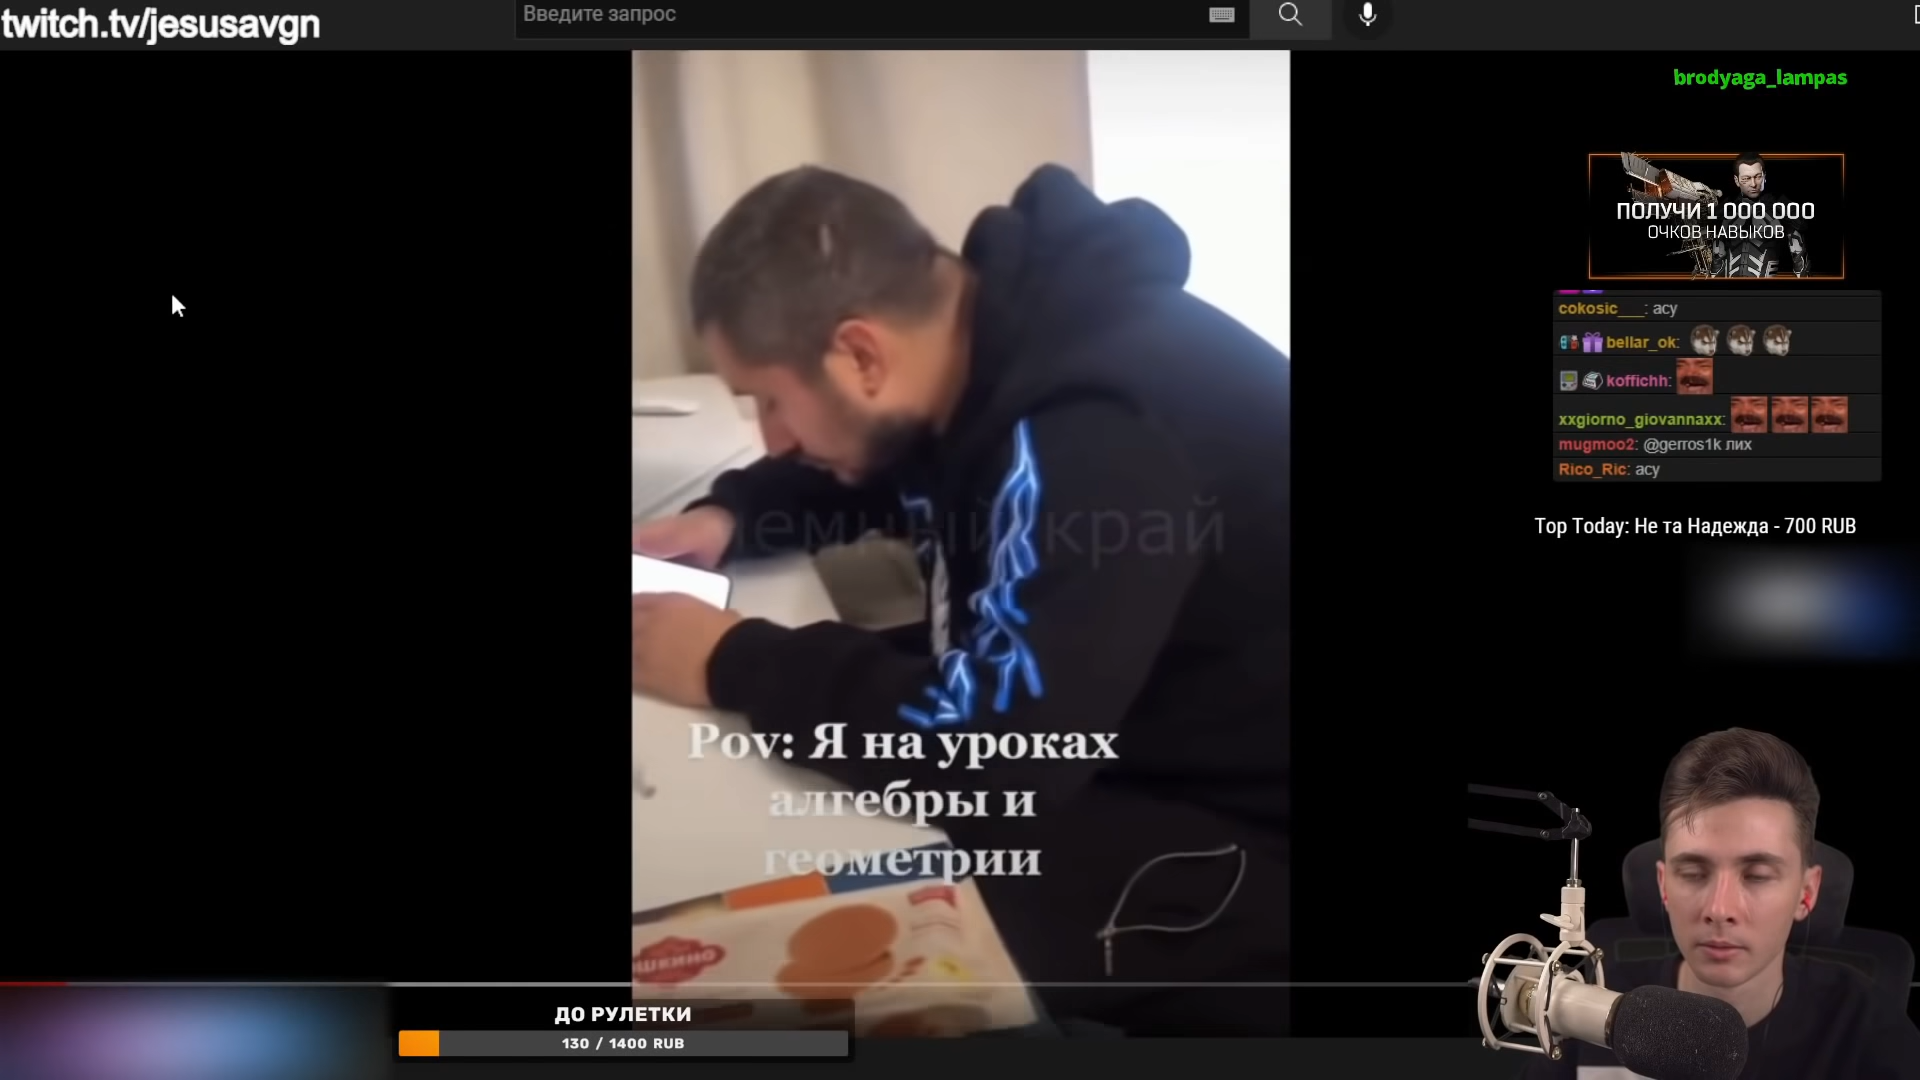 twitch.tv/jesusavgn
Введите запрос
brodyaga_lampas
ПОЛУЧИ 1 000 000
ОЧКОВ НАВЫКОВ
cokosic___: асу
bellar_ok:
koffichh:
xxgiorno_giovannaxx:
mugmoo2: @gerros1k лих
Rico_Ric: асу
Top Today: Не та Надежда - 700 RUB
край
Pov: Я на уроках
алгебры и
геометрии
ДО РУЛЕТКИ
130 / 1400 RUB